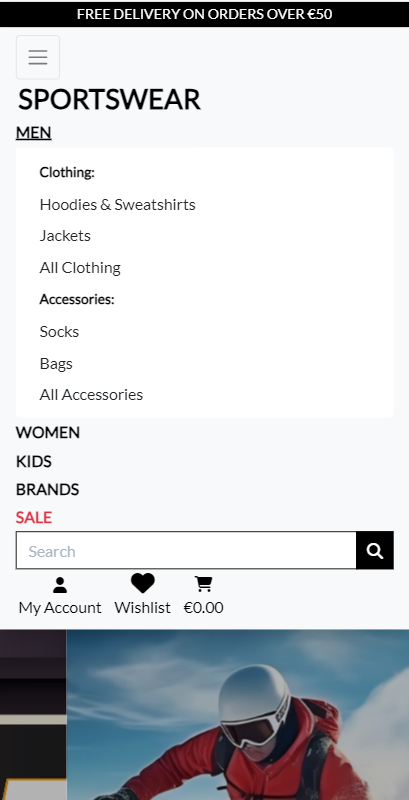 FREE DELIVERY ON ORDERS OVER €50
SPORTSWEAR
MEN
Clothing:
Hoodies & Sweatshirts
Jackets
All Clothing
Accessories:
Socks
Bags
All Accessories
WOMEN
KIDS
BRANDS
SALE
Search
My Account Wishlist €0.00